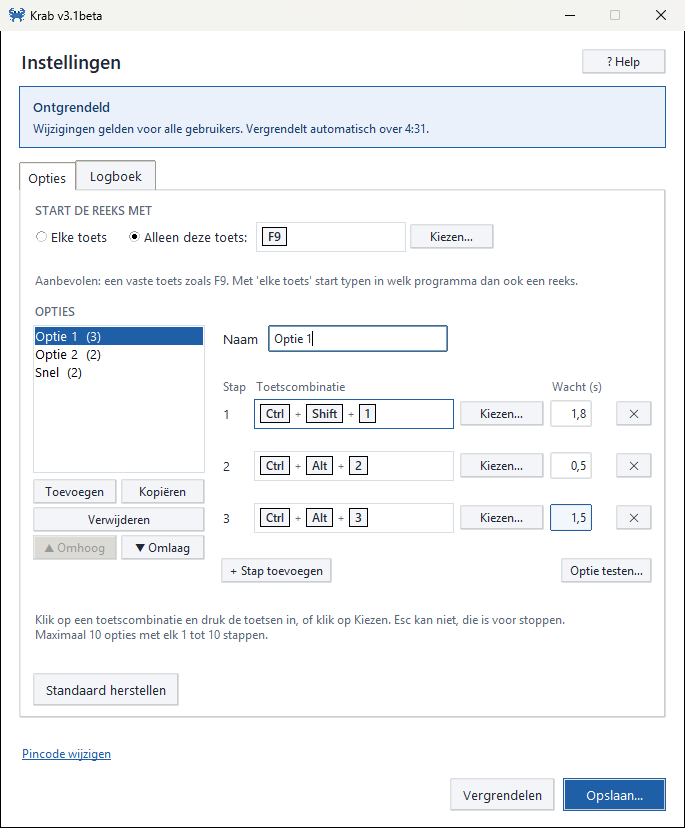 Krab v3.1beta
Instellingen
? Help
Ontgrendeld
Wijzigingen gelden voor alle gebruikers. Vergrendelt automatisch over 4:31.
Opties Logboek
START DE REEKS MET
Elke toets Alleen deze toets: F9 Kiezen...
Aanbevolen: een vaste toets zoals F9. Met 'elke toets' start typen in welk programma dan ook een reeks.
OPTIES
Optie 1 (3)
Optie 2 (2)
Snel (2)
Toevoegen Kopiëren
Verwijderen
▲ Omhoog ▼ Omlaag
Naam Optie 1
Stap Toetscombinatie Wacht (s)
1 Ctrl + Shift + 1 Kiezen... 1,8 ×
2 Ctrl + Alt + 2 Kiezen... 0,5 ×
3 Ctrl + Alt + 3 Kiezen... 1,5 ×
+ Stap toevoegen Optie testen...
Klik op een toetscombinatie en druk de toetsen in, of klik op Kiezen. Esc kan niet, die is voor stoppen.
Maximaal 10 opties met elk 1 tot 10 stappen.
Standaard herstellen
Pincode wijzigen
Vergrendelen Opslaan...